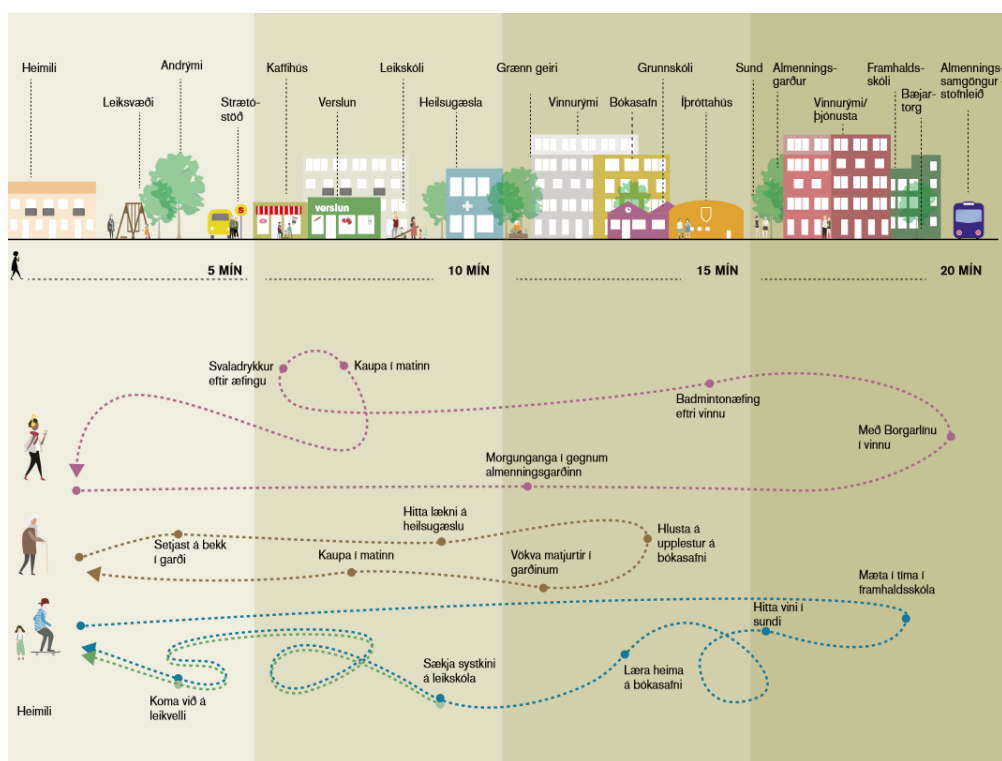 Heimili
Andrými
Leiksvæði
Strætó-
stöð
Kaffihús
Verslun
Leikskóli
Heilsugæsla
Grænn geiri
Vinnurými
Bókasafn
Grunnskóli
Íþróttahús
Sund
Almennings-
garður
Vinnurými/
þjónusta
Framhalds-
skóli
Bæjar-
torg
Almennings-
samgöngur -
stofnleið
S
verslun
5 MÍN
10 MÍN
15 MÍN
20 MÍN
Svaladrykkur
eftir æfingu
Kaupa í matinn
Badmintonæfing
eftri vinnu
Með Borgarlínu
í vinnu
Morgunganga í gegnum
almenningsgarðinn
Setjast á bekk
í garði
Hitta lækni á
heilsugæslu
Hlusta á
upplestur á
bókasafni
Kaupa í matinn
Vökva matjurtir í
garðinum
Mæta í tíma í
framhaldsskóla
Hitta vini í
sundi
Læra heima
á bókasafni
Sækja systkini
á leikskóla
Koma við á
leikvelli
Heimili